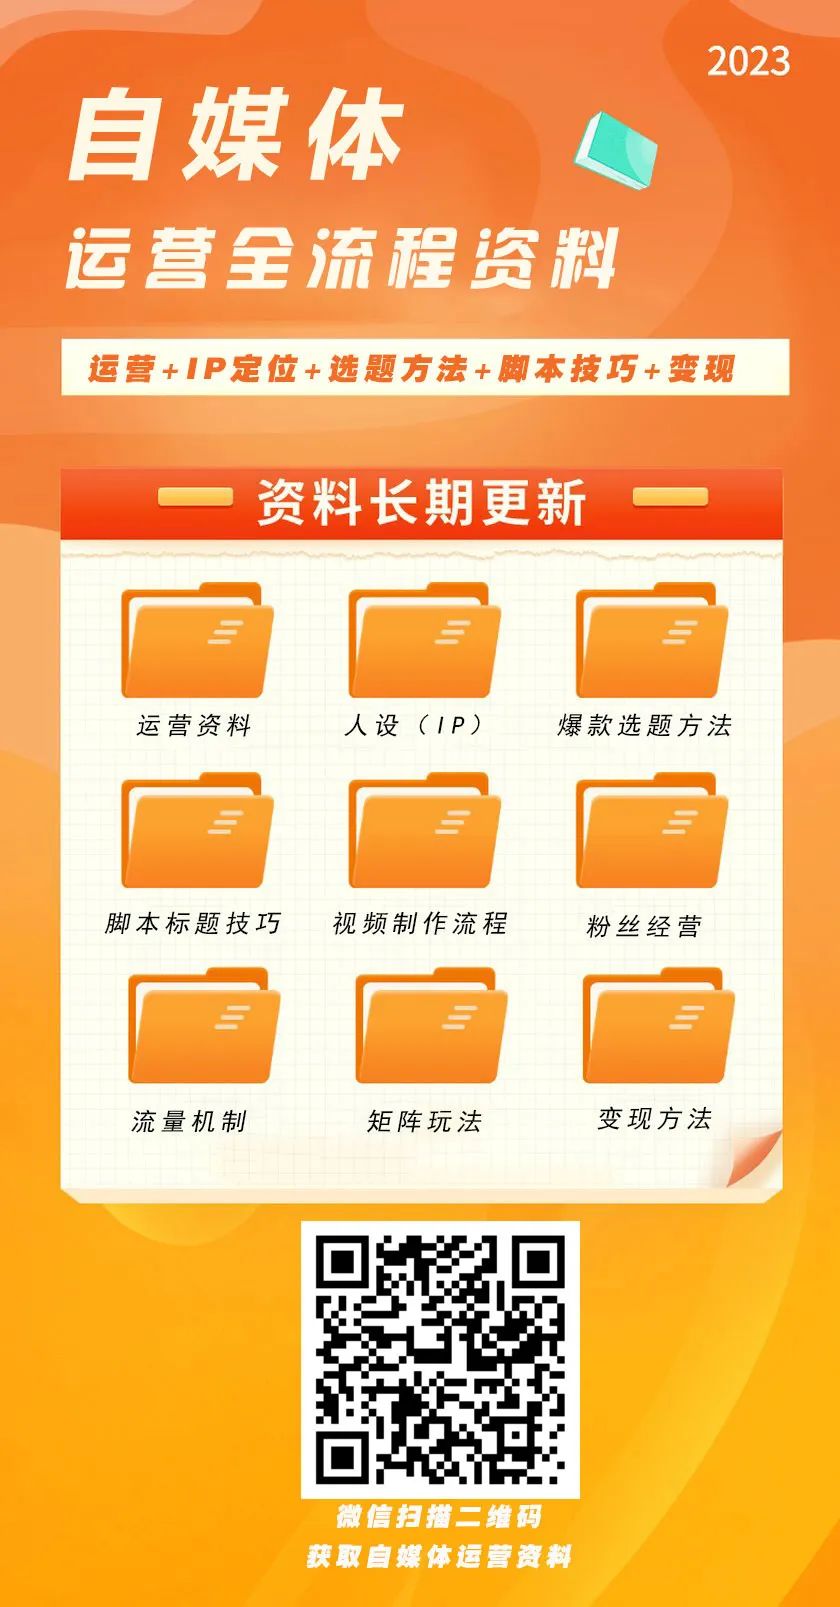 2023
自媒体
运营全流程资料
运营+IP定位+选题方法+脚本技巧+变现
资料长期更新
运营资料
人设（IP）
爆款选题方法
脚本标题技巧
视频制作流程
粉丝经营
流量机制
矩阵玩法
变现方法
微信扫描二维码
获取自媒体运营资料